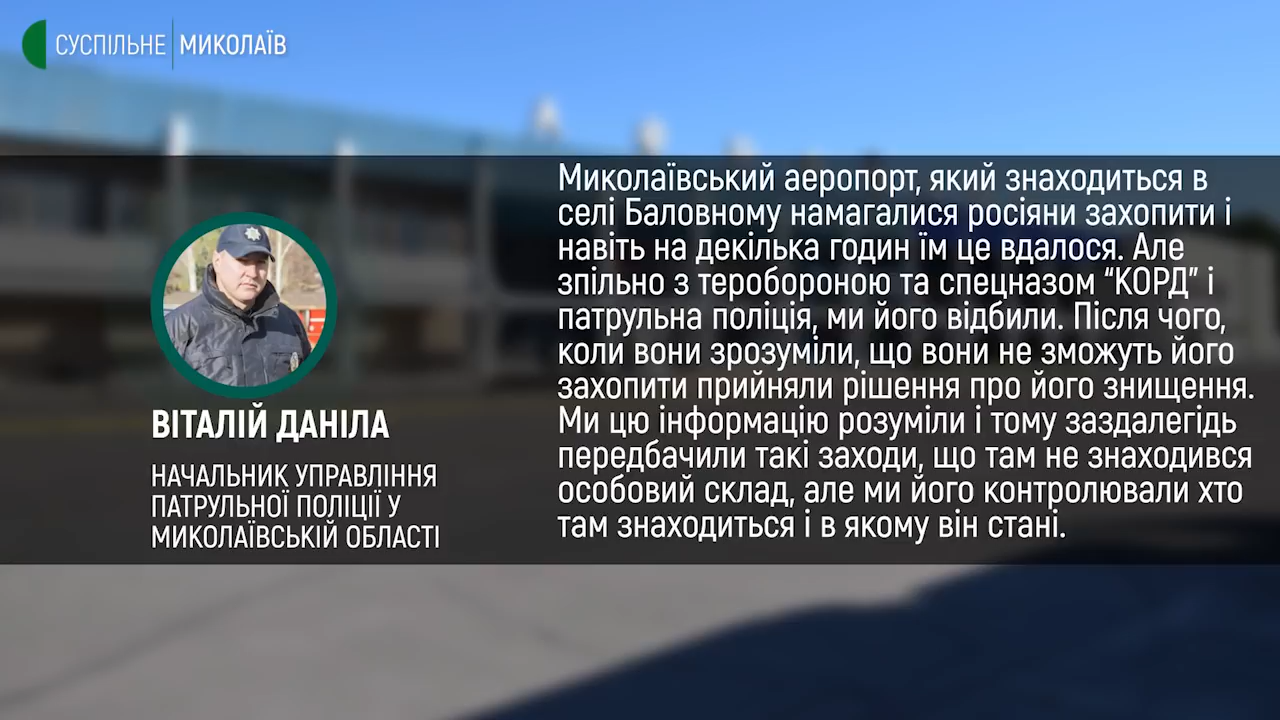 СУСПІЛЬНЕ МИКОЛАЇВ
Миколаївський аеропорт, який знаходиться в
селі Баловному намагалися росіяни захопити і
навіть на декілька годин їм це вдалося. Але
зпільно з теробороною та спецназом “КОРД” і
патрульна поліція, ми його відбили. Після чого,
коли вони зрозуміли, що вони не зможуть його
захопити прийняли рішення про його знищення.
Ми цю інформацію розуміли і тому заздалегідь
передбачили такі заходи, що там не знаходився
особовий склад, але ми його контролювали хто
там знаходиться і в якому він стані.
ВІТАЛІЙ ДАНІЛА
НАЧАЛЬНИК УПРАВЛІННЯ
ПАТРУЛЬНОЇ ПОЛІЦІЇ У
МИКОЛАЇВСЬКІЙ ОБЛАСТІ